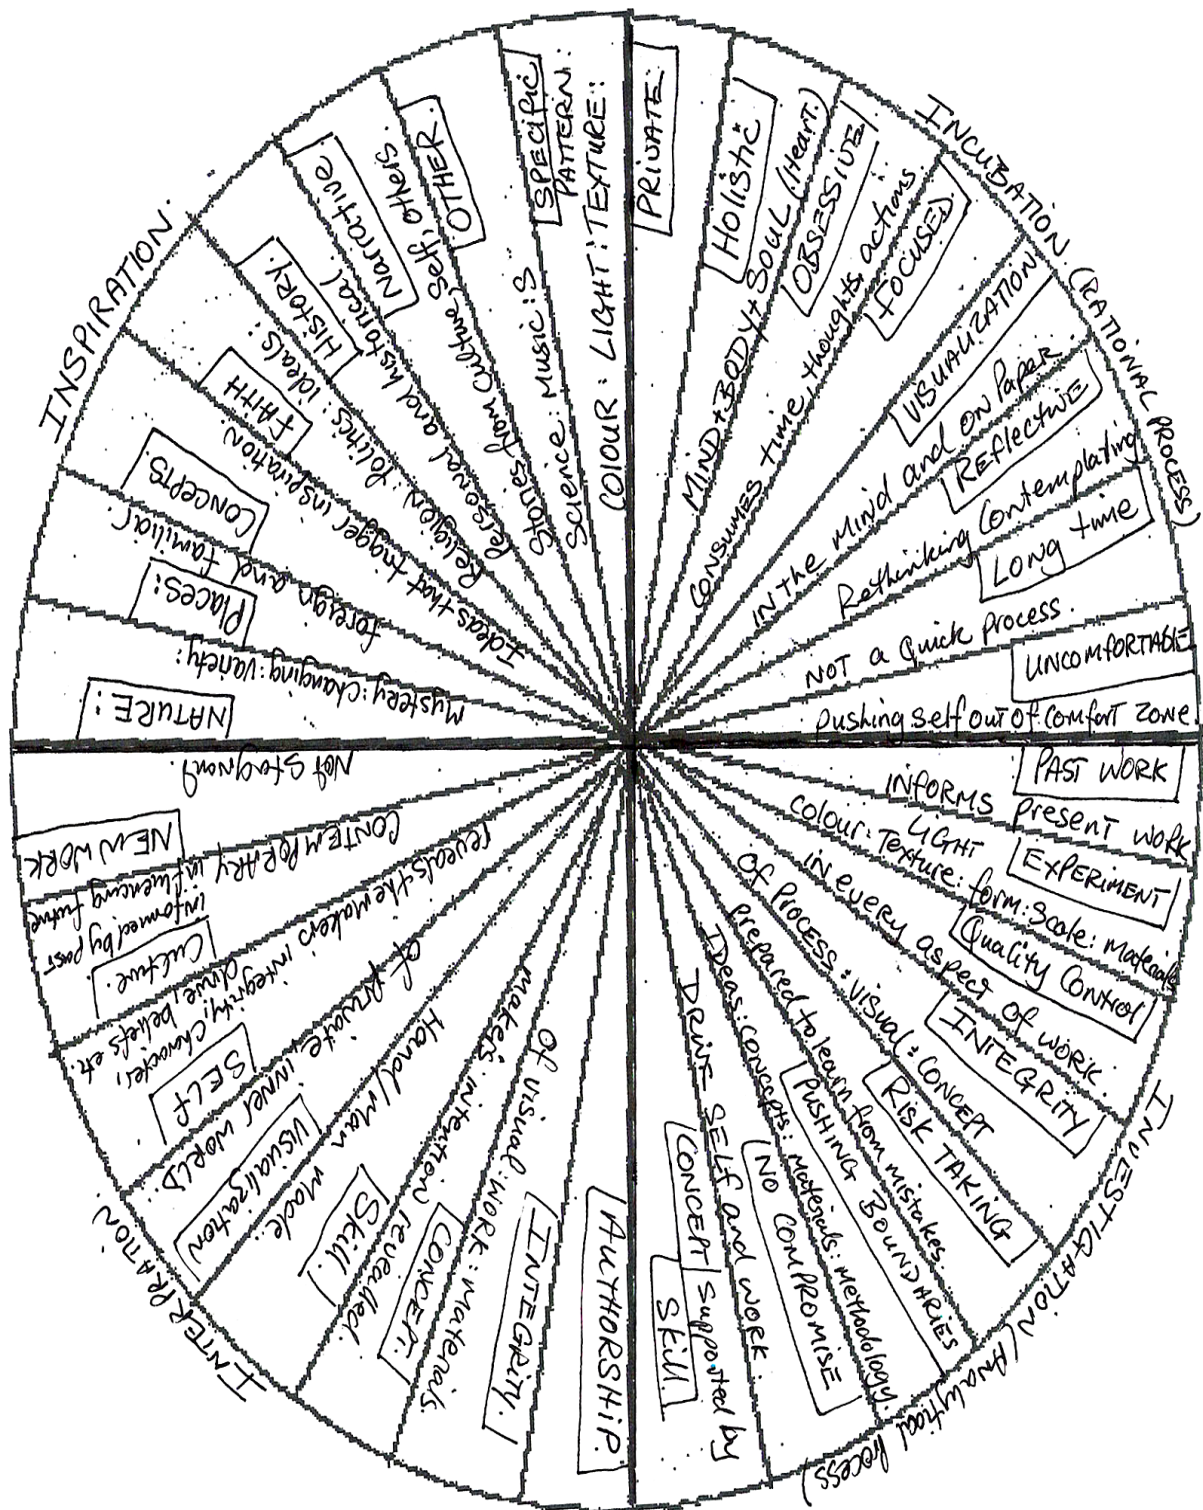 INSPIRATION.
NATURE:
Mystery: Changing: Variety:
Places:
foreign and familiar.
CONCEPTS.
Ideas that trigger inspiration.
FAITH
Religion: Politics: Ideals:
HISTORY.
Personal and historical.
Narrative
Stories from Culture, Self, others.
OTHER.
Science: Music: S
SPECIFIC
PATTERN:
COLOUR: LIGHT: TEXTURE:
INCUBATION. (RATIONAL PROCESS)
PRIVATE
Holistic
MIND + BODY + SOUL (Heart.)
OBSESSIVE
CONSUMES time, thoughts, actions
FOCUSED.
VISUALIZATION
IN THE MIND and on Paper.
REFLECTIVE
Rethinking Contemplating
LONG time
NOT a Quick Process.
UNCOMFORTABLE
pushing self out of comfort zone.
INVESTIGATION (Analytical Process)
PAST WORK
INFORMS present work
EXPERIMENT
LIGHT
colour: Texture: form: Scale: Materials
Quality Control
in every aspect of work.
INTEGRITY
Of PROCESS: VISUAL: CONCEPT
RISK TAKING
prepared to learn from mistakes.
PUSHING BOUNDARIES
IDeas: concepts: materials: methodology.
NO COMPROMISE
DRIVE SELF and WORK.
CONCEPT Supported by
Skill.
INTERPRATION.
AUTHORSHIP.
INTEGRITY.
Of visual: work: materials.
CONCEPT.
makers intention revealed.
Skill.
Hand/Man Made.
Visualization
Of private, inner WORLD.
SELF
reveals the makers integrity, Character,
drive, beliefs etc.
Culture.
informed by past
CONTEMPORARY influencing future
NEW WORK
Not Stagnant.